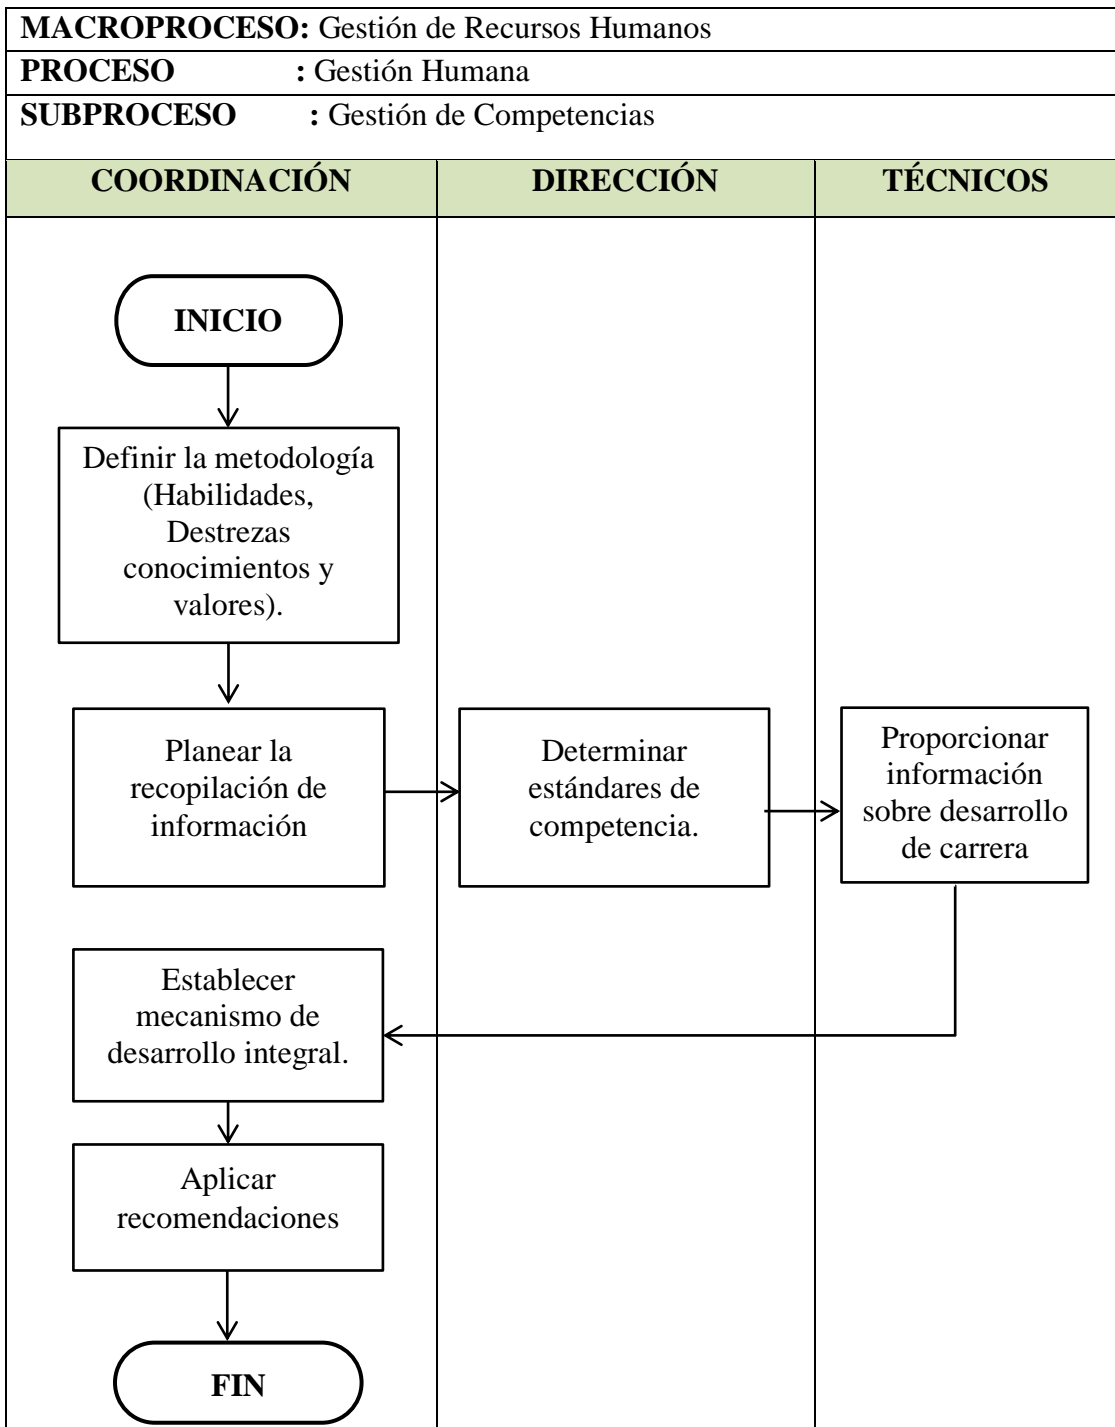 MACROPROCESO: Gestión de Recursos Humanos
PROCESO : Gestión Humana
SUBPROCESO : Gestión de Competencias
COORDINACIÓN
DIRECCIÓN
TÉCNICOS
INICIO
Definir la metodología
(Habilidades,
Destrezas
conocimientos y
valores).
Planear la
recopilación de
información
Determinar
estándares de
competencia.
Proporcionar
información
sobre desarrollo
de carrera
Establecer
mecanismo de
desarrollo integral.
Aplicar
recomendaciones
FIN